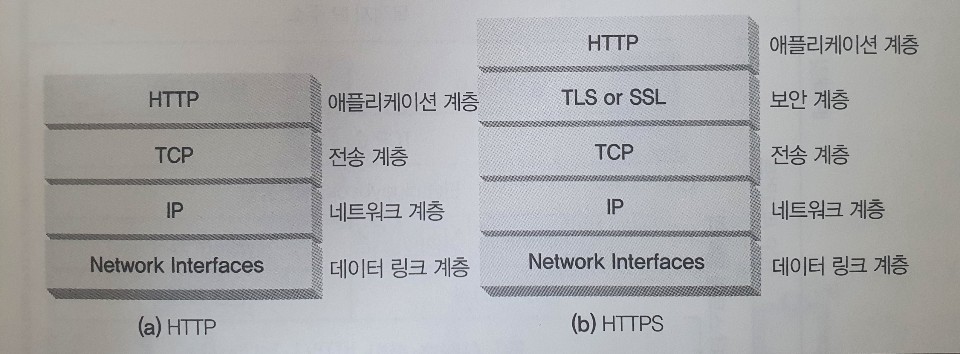 HTTP 애플리케이션 계층
TCP 전송 계층
IP 네트워크 계층
Network Interfaces 데이터 링크 계층
(a) HTTP
HTTP 애플리케이션 계층
TLS or SSL 보안 계층
TCP 전송 계층
IP 네트워크 계층
Network Interfaces 데이터 링크 계층
(b) HTTPS